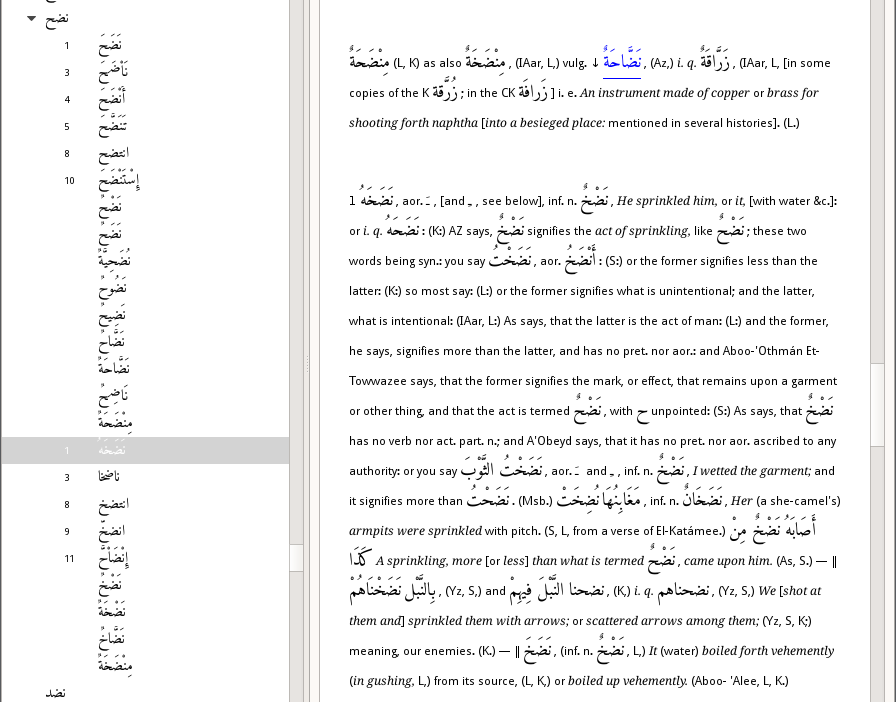 نضح
1 نَضَحَ
3 نَاْضَحَ
4 أَنْضَحَ
5 تَنَضَّحَ
8 انتضح
10 إِسْتَنْضَحَ
نَضْحٌ
نَضَحٌ
نُضَحِيَّةٌ
نَضُوحٌ
نَضِيحٌ
نَضَّاحٌ
نَضَّاحَةٌ
نَاضِحٌ
مِنْضَحَةٌ
1 نَضَخَهُ
3 ناضخا
8 انتضخ
9 انضخّ
11 إِنْضَاْخَّ
نَضْخٌ
نَضْخَةٌ
نَضَّاخٌ
مِنْضَخَةٌ
نضد
مِنْضَحَةٌ (L, K) as also مِنْضَخَةٌ, (IAar, L,) vulg. ↓ نَضَّاحَةٌ, (Az,) i. q. زَرَّاقَةٌ, (IAar, L, [in some
copies of the K زُرَّقة; in the CK زَرافَة] i. e. An instrument made of copper or brass for
shooting forth naphtha [into a besieged place: mentioned in several histories]. (L.)
1 نَضَخَهُ, aor. ـَ, [and ـِ, see below], inf. n. نَضْخٌ, He sprinkled him, or it, [with water &c.]:
or i. q. نَضَحَهُ: (K:) AZ says, نَضْخٌ signifies the act of sprinkling, like نَضْحٌ; these two
words being syn.: you say نَضَخْتُ, aor. أَنْضَخُ: (S:) or the former signifies less than the
latter: (K:) so most say: (L:) or the former signifies what is unintentional; and the latter,
what is intentional: (IAar, L:) As says, that the latter is the act of man: (L:) and the former,
he says, signifies more than the latter, and has no pret. nor aor.: and Aboo-'Othmán Et-
Towwazee says, that the former signifies the mark, or effect, that remains upon a garment
or other thing, and that the act is termed نَضْحٌ, with ح unpointed: (S:) As says, that نَضْخٌ
has no verb nor act. part. n.; and A'Obeyd says, that it has no pret. nor aor. ascribed to any
authority: or you say نَضَخْتُ الثَّوْبَ, aor. ـَ and ـِ, inf. n. نَضْخٌ, I wetted the garment; and
it signifies more than نَضَحْتُ. (Msb.) مَغَابِنُهَا نُضِخَتْ, inf. n. نَضَخَانٌ, Her (a she-camel's)
armpits were sprinkled with pitch. (S, L, from a verse of El-Katámee.) أَصَابَهُ نَضْخٌ مِنْ
كَذَا A sprinkling, more [or less] than what is termed نَضْحٌ, came upon him. (As, S.) — ‖
بِالنَّبْلِ نَضَخْنَاهُمْ, (Yz, S,) and نضخنا النَّبْلَ فِيهِمْ, (K,) i. q. نضحناهم, (Yz, S,) We [shot at
them and] sprinkled them with arrows; or scattered arrows among them; (Yz, S, K;)
meaning, our enemies. (K.) — ‖ نَضَخَ, (inf. n. نَضْخٌ, L,) It (water) boiled forth vehemently
(in gushing, L,) from its source, (L, K,) or boiled up vehemently. (Aboo- 'Alee, L, K.)